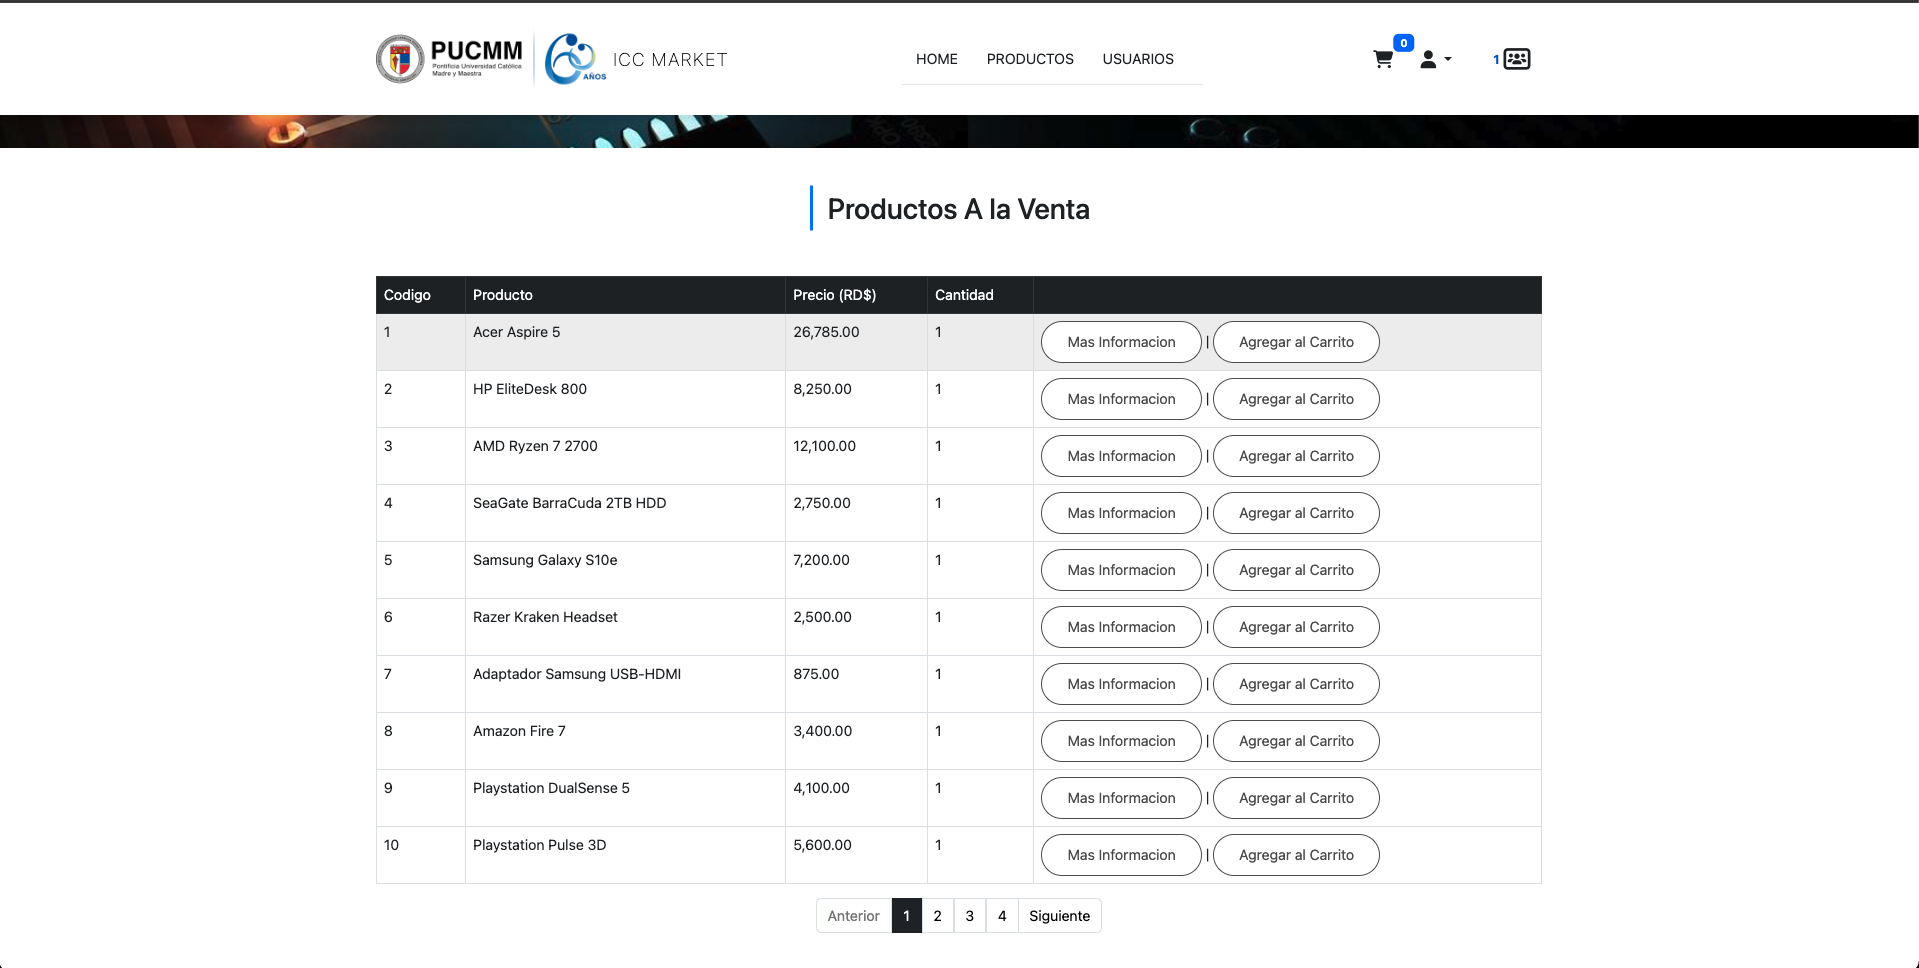 PUCMM
Pontificia Universidad Católica
Madre y Maestra
60 AÑOS
ICC MARKET
HOME PRODUCTOS USUARIOS
0
1
Productos A la Venta
Codigo Producto Precio (RD$) Cantidad
1 Acer Aspire 5 26,785.00 1 Mas Informacion | Agregar al Carrito
2 HP EliteDesk 800 8,250.00 1 Mas Informacion | Agregar al Carrito
3 AMD Ryzen 7 2700 12,100.00 1 Mas Informacion | Agregar al Carrito
4 SeaGate BarraCuda 2TB HDD 2,750.00 1 Mas Informacion | Agregar al Carrito
5 Samsung Galaxy S10e 7,200.00 1 Mas Informacion | Agregar al Carrito
6 Razer Kraken Headset 2,500.00 1 Mas Informacion | Agregar al Carrito
7 Adaptador Samsung USB-HDMI 875.00 1 Mas Informacion | Agregar al Carrito
8 Amazon Fire 7 3,400.00 1 Mas Informacion | Agregar al Carrito
9 Playstation DualSense 5 4,100.00 1 Mas Informacion | Agregar al Carrito
10 Playstation Pulse 3D 5,600.00 1 Mas Informacion | Agregar al Carrito
Anterior 1 2 3 4 Siguiente